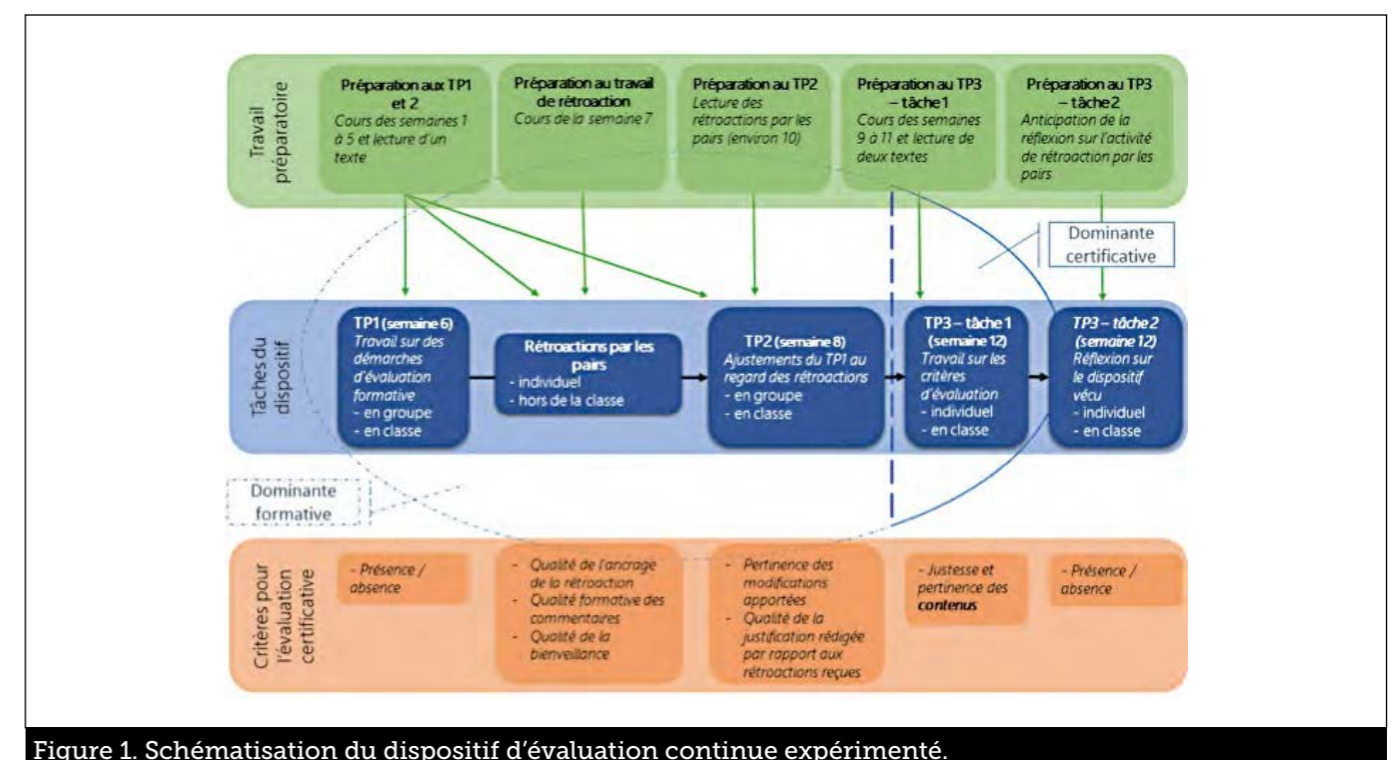 Travail
préparatoire
Préparation aux TP1
et 2
Cours des semaines 1
à 5 et lecture d'un
texte
Préparation au travail
de rétroaction
Cours de la semaine 7
Préparation au TP2
Lecture des
rétroactions par les
pairs (environ 10)
Préparation au TP3
– tâche 1
Cours des semaines
9 à 11 et lecture de
deux textes
Préparation au TP3
– tâche 2
Anticipation de la
réflexion sur l'activité
de rétroaction par les
pairs
Dominante
certificative
Tâches du
dispositif
TP1 (semaine 6)
Travail sur des
démarches
d'évaluation
formative
- en groupe
- en classe
Rétroactions par les
pairs
- individuel
- hors de la classe
TP2 (semaine 8)
Ajustements du TP1 au
regard des rétroactions
- en groupe
- en classe
TP3 – tâche 1
(semaine 12)
Travail sur les
critères
d'évaluation
- individuel
- en classe
TP3 – tâche 2
(semaine 12)
Réflexion sur
le dispositif
vécu
- individuel
- en classe
Dominante
formative
Critères pour
l'évaluation
certificative
- Présence /
absence
- Qualité de l'ancrage
de la rétroaction
- Qualité formative des
commentaires
- Qualité de la
bienveillance
- Pertinence des
modifications
apportées
- Qualité de la
justification rédigée
par rapport aux
rétroactions reçues
- Justesse et
pertinence des
contenus
- Présence /
absence
Figure 1. Schématisation du dispositif d'évaluation continue expérimenté.